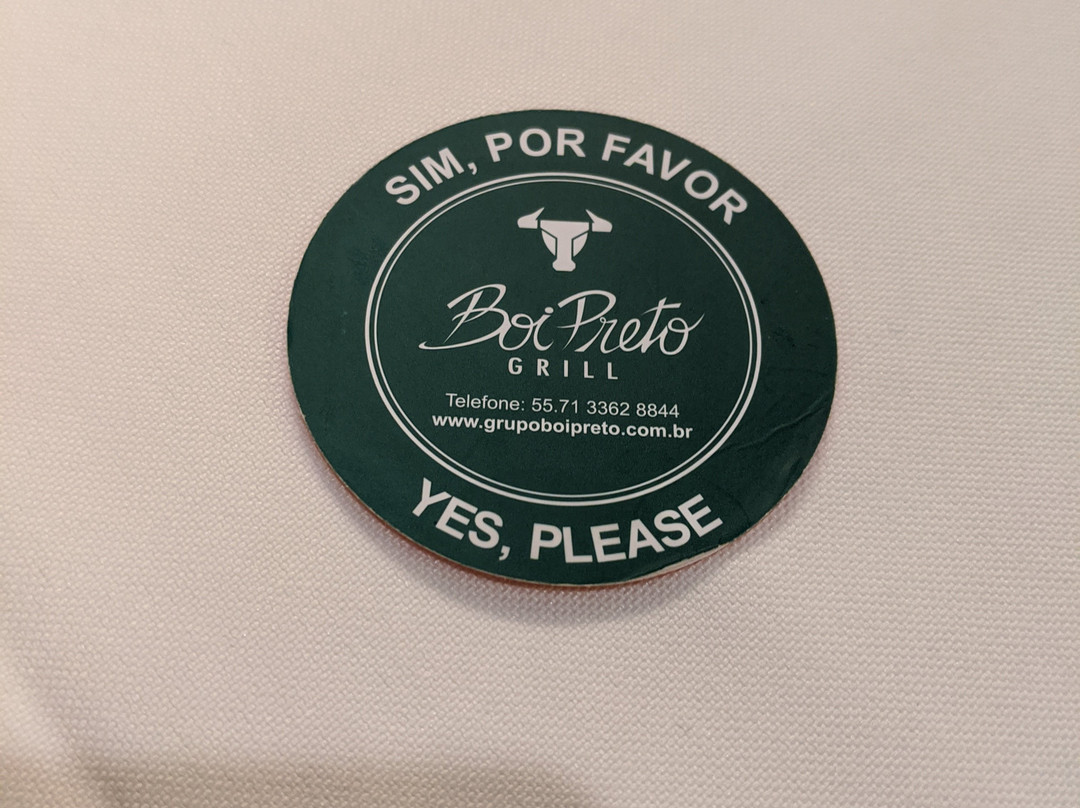 SIM, POR FAVOR
Boi Preto
GRILL
Telefone: 55.71 3362 8844
www.grupoboipreto.com.br
YES, PLEASE